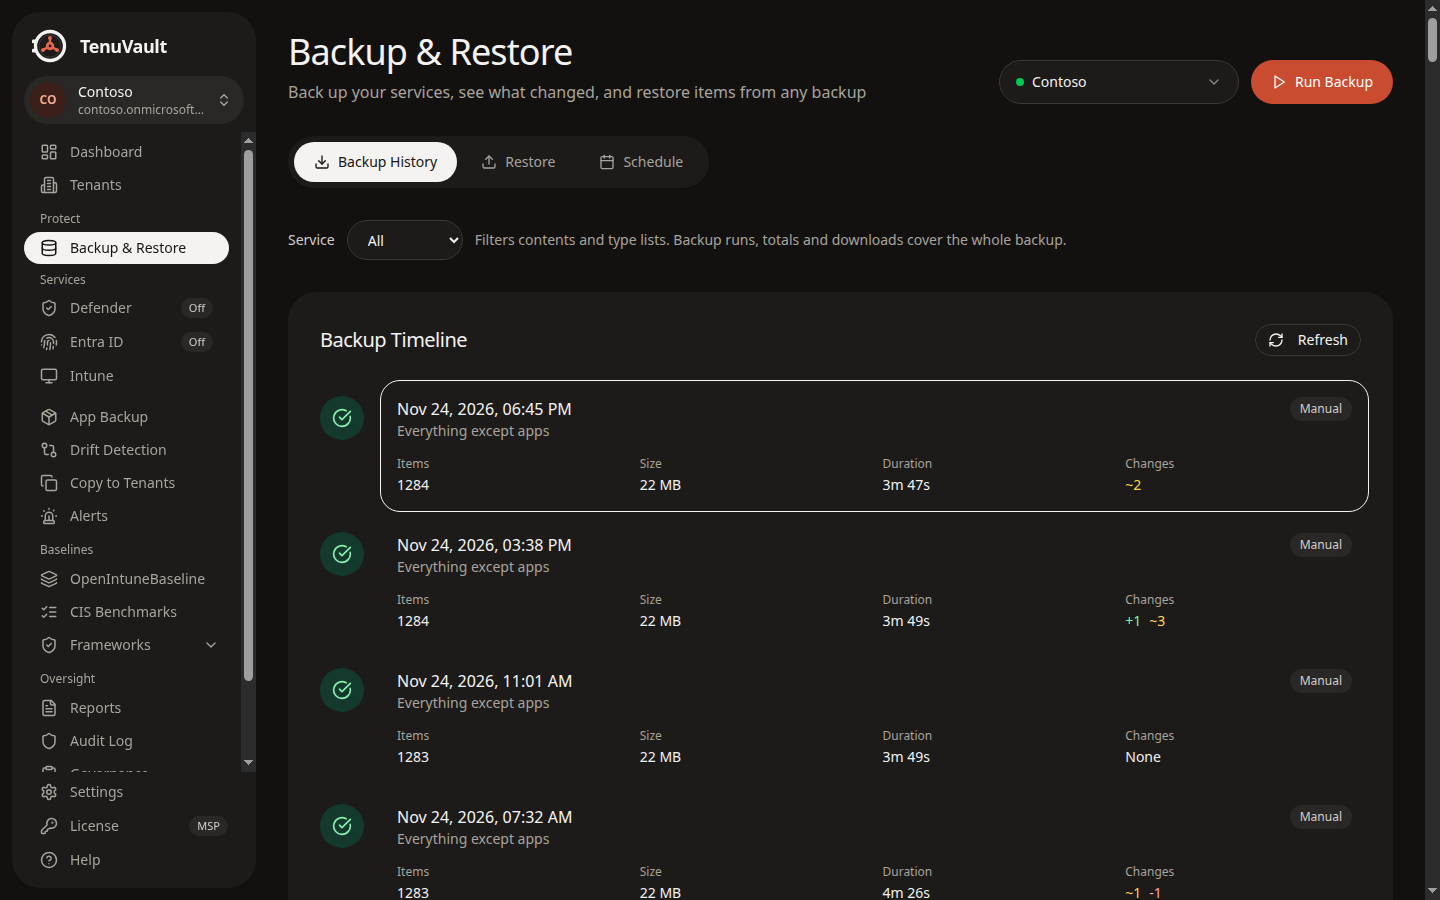 TenuVault
CO
Contoso
contoso.onmicrosoft...
Dashboard
Tenants
Protect
Backup & Restore
Services
Defender Off
Entra ID Off
Intune
App Backup
Drift Detection
Copy to Tenants
Alerts
Baselines
OpenIntuneBaseline
CIS Benchmarks
Frameworks
Oversight
Reports
Audit Log
Settings
License MSP
Help
Backup & Restore
Back up your services, see what changed, and restore items from any backup
Contoso
Run Backup
Backup History Restore Schedule
Service All Filters contents and type lists. Backup runs, totals and downloads cover the whole backup.
Backup Timeline
Refresh
Nov 24, 2026, 06:45 PM Manual
Everything except apps
Items Size Duration Changes
1284 22 MB 3m 47s ~2
Nov 24, 2026, 03:38 PM Manual
Everything except apps
Items Size Duration Changes
1284 22 MB 3m 49s +1 ~3
Nov 24, 2026, 11:01 AM Manual
Everything except apps
Items Size Duration Changes
1283 22 MB 3m 49s None
Nov 24, 2026, 07:32 AM Manual
Everything except apps
Items Size Duration Changes
1283 22 MB 4m 26s ~1 -1